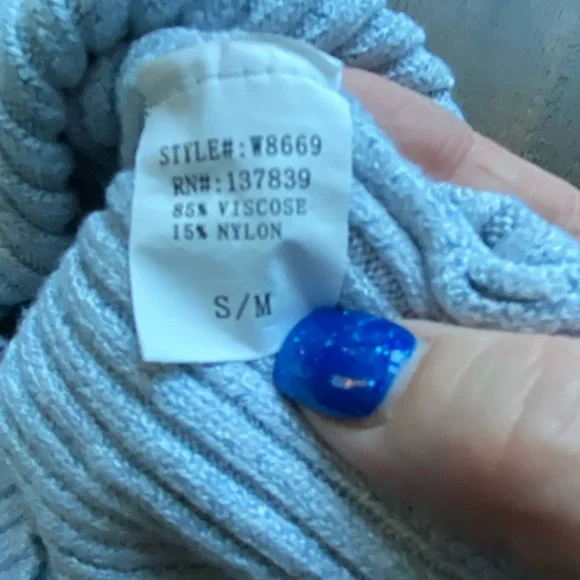 STYLE#:W8669
RN#:137839
85% VISCOSE
15% NYLON
S/M